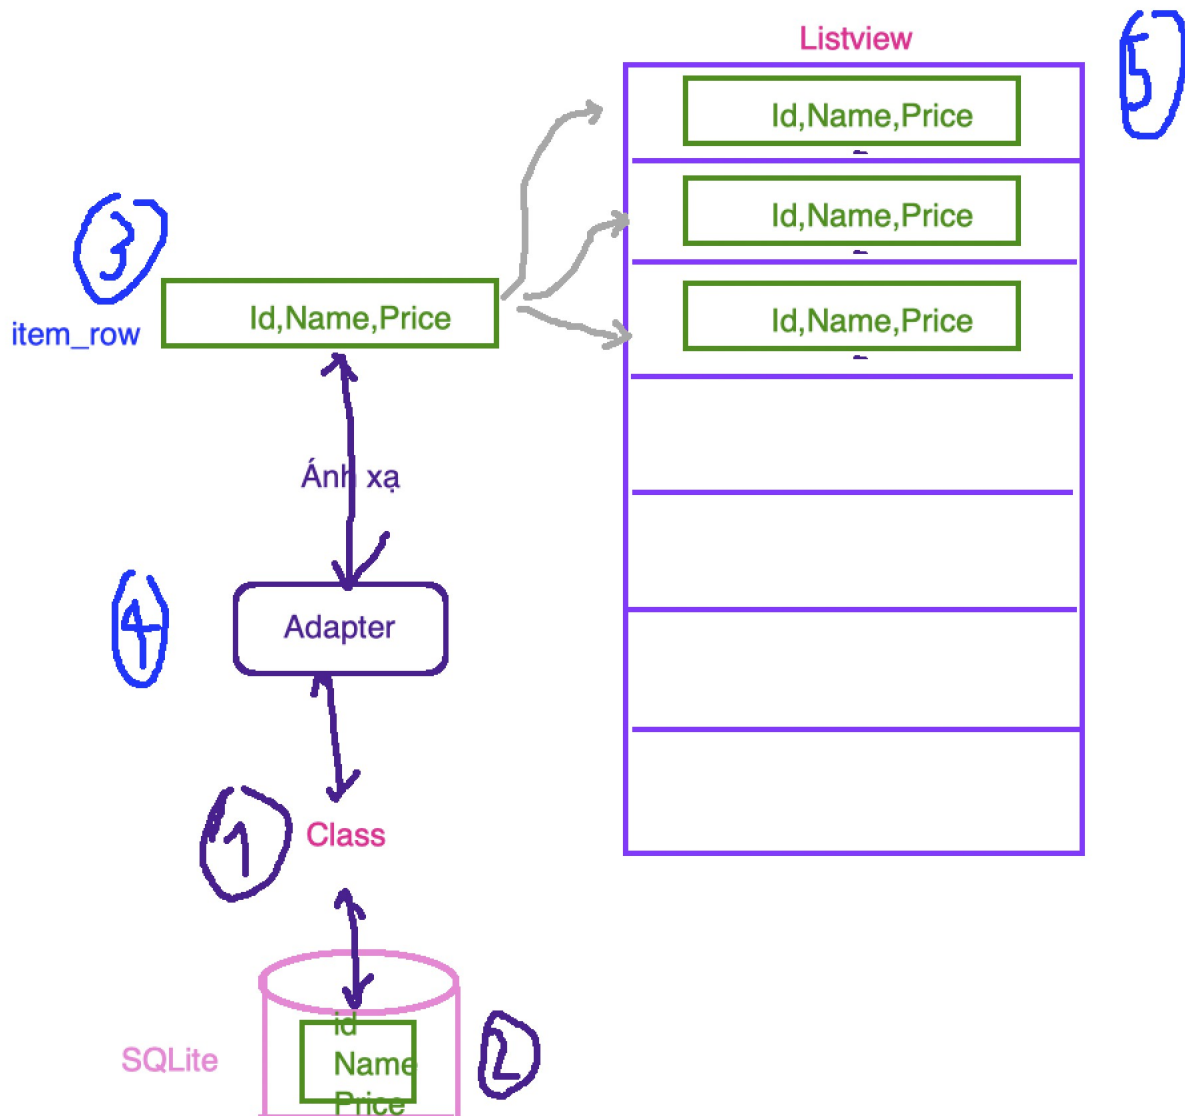 Listview
5
Id,Name,Price
Id,Name,Price
3
Id,Name,Price
item_row
Id,Name,Price
Ánh xạ
4
Adapter
1
Class
id
SQLite
Name
2
Price